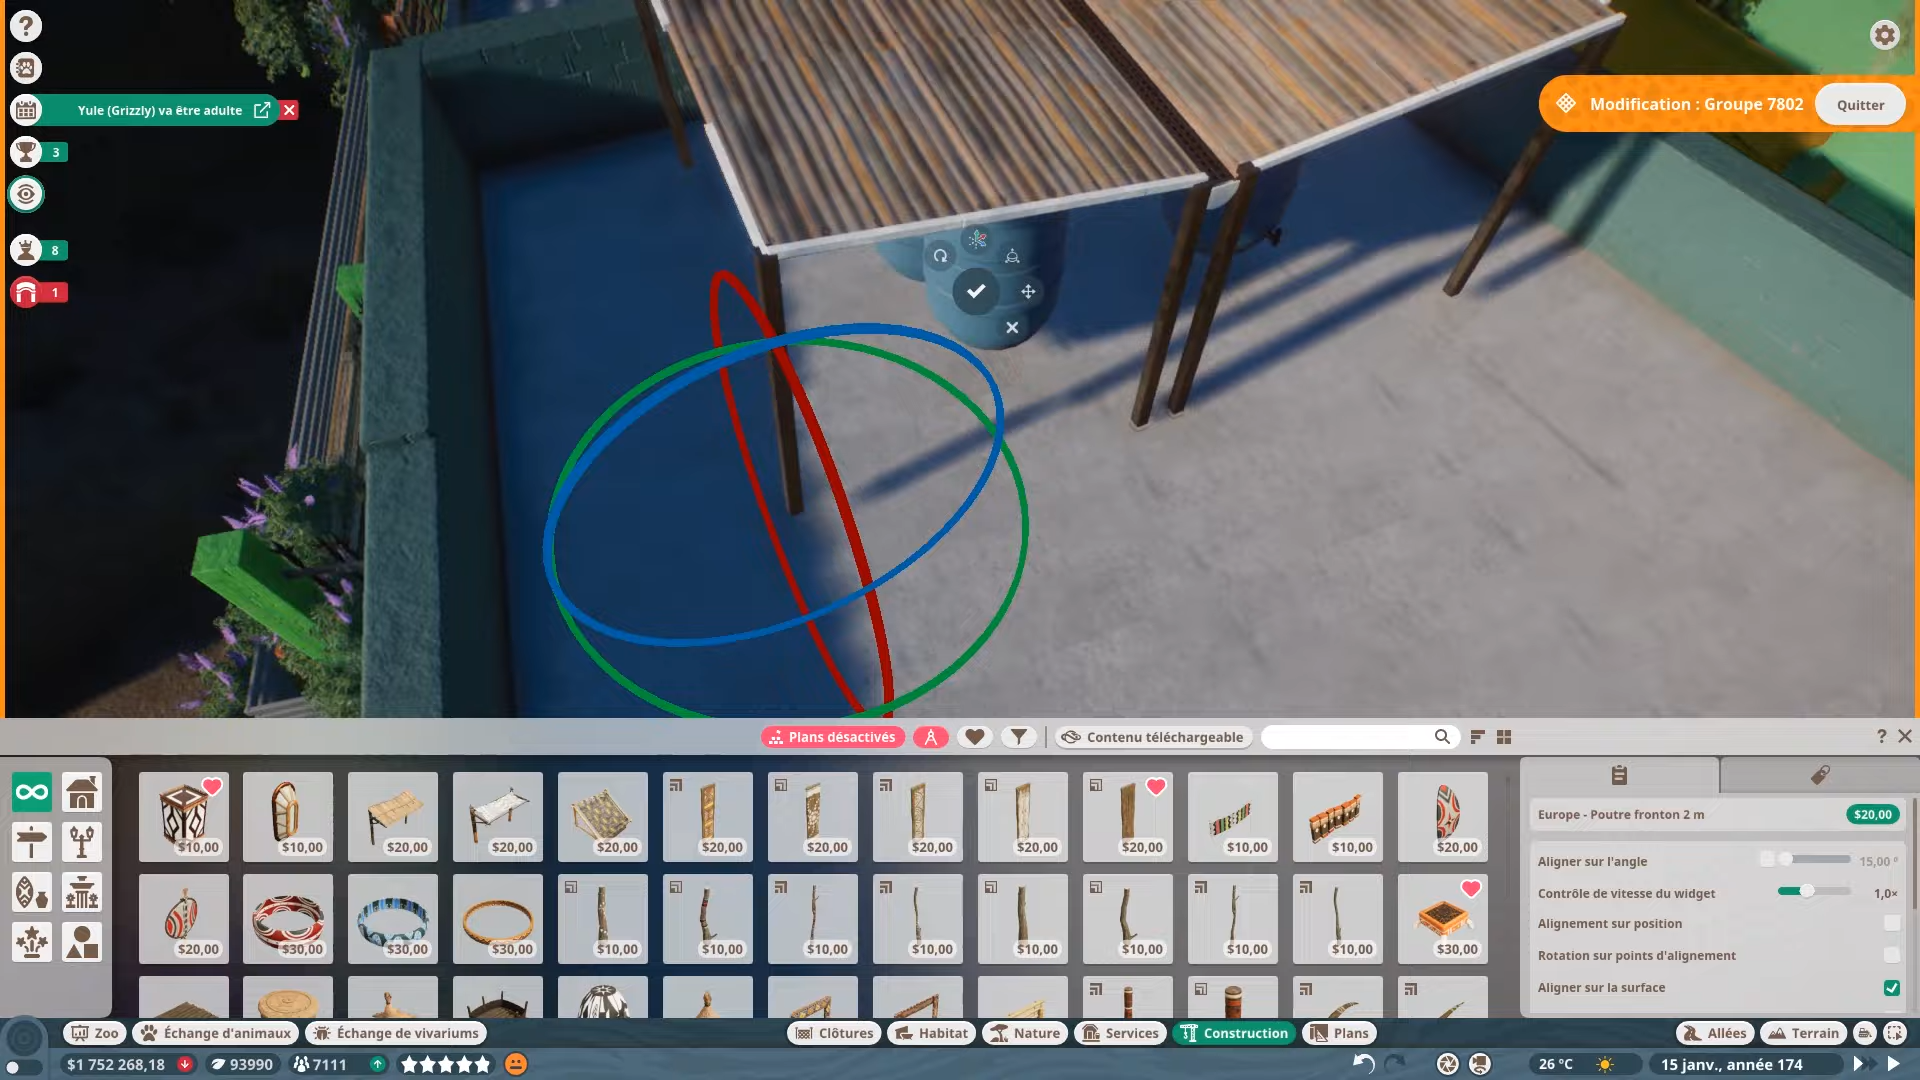 ?
Yule (Grizzly) va être adulte
3
8
1
Modification : Groupe 7802
Quitter
Plans désactivés
Contenu téléchargeable
?
$10,00
$10,00
$20,00
$20,00
$20,00
$20,00
$20,00
$20,00
$20,00
$20,00
$10,00
$10,00
$20,00
$20,00
$30,00
$30,00
$30,00
$10,00
$10,00
$10,00
$10,00
$10,00
$10,00
$10,00
$10,00
$30,00
Europe - Poutre fronton 2 m
$20,00
Aligner sur l'angle
15,00 °
Contrôle de vitesse du widget
1,0×
Alignement sur position
Rotation sur points d'alignement
Aligner sur la surface
Zoo
Échange d'animaux
Échange de vivariums
Clôtures
Habitat
Nature
Services
Construction
Plans
Allées
Terrain
$1 752 268,18
93990
7111
26 °C
15 janv., année 174